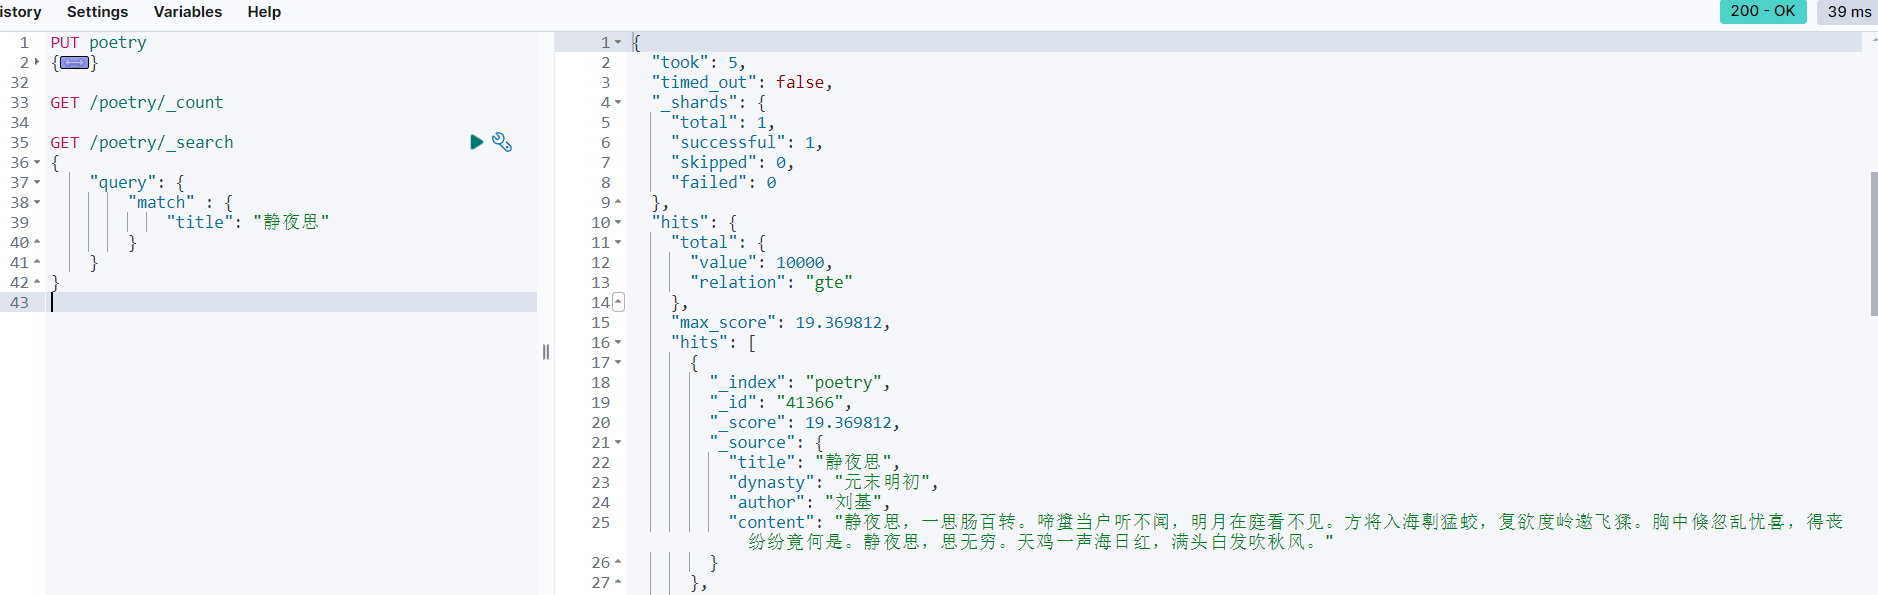 istory Settings Variables Help 200 - OK 39 ms
1 PUT poetry
2 {}
32
33 GET /poetry/_count
34
35 GET /poetry/_search
36 {
37 "query": {
38 "match" : {
39 "title": "静夜思"
40 }
41 }
42 }
43
1 {
2 "took": 5,
3 "timed_out": false,
4 "_shards": {
5 "total": 1,
6 "successful": 1,
7 "skipped": 0,
8 "failed": 0
9 },
10 "hits": {
11 "total": {
12 "value": 10000,
13 "relation": "gte"
14 },
15 "max_score": 19.369812,
16 "hits": [
17 {
18 "_index": "poetry",
19 "_id": "41366",
20 "_score": 19.369812,
21 "_source": {
22 "title": "静夜思",
23 "dynasty": "元末明初",
24 "author": "刘基",
25 "content": "静夜思，一思肠百转。啼螀当户听不闻，明月在庭看不见。方将入海剸猛蛟，复欲度岭邀飞猱。胸中倏忽乱忧喜，得丧
纷纷竟何是。静夜思，思无穷。天鸡一声海日红，满头白发吹秋风。"
26 }
27 },